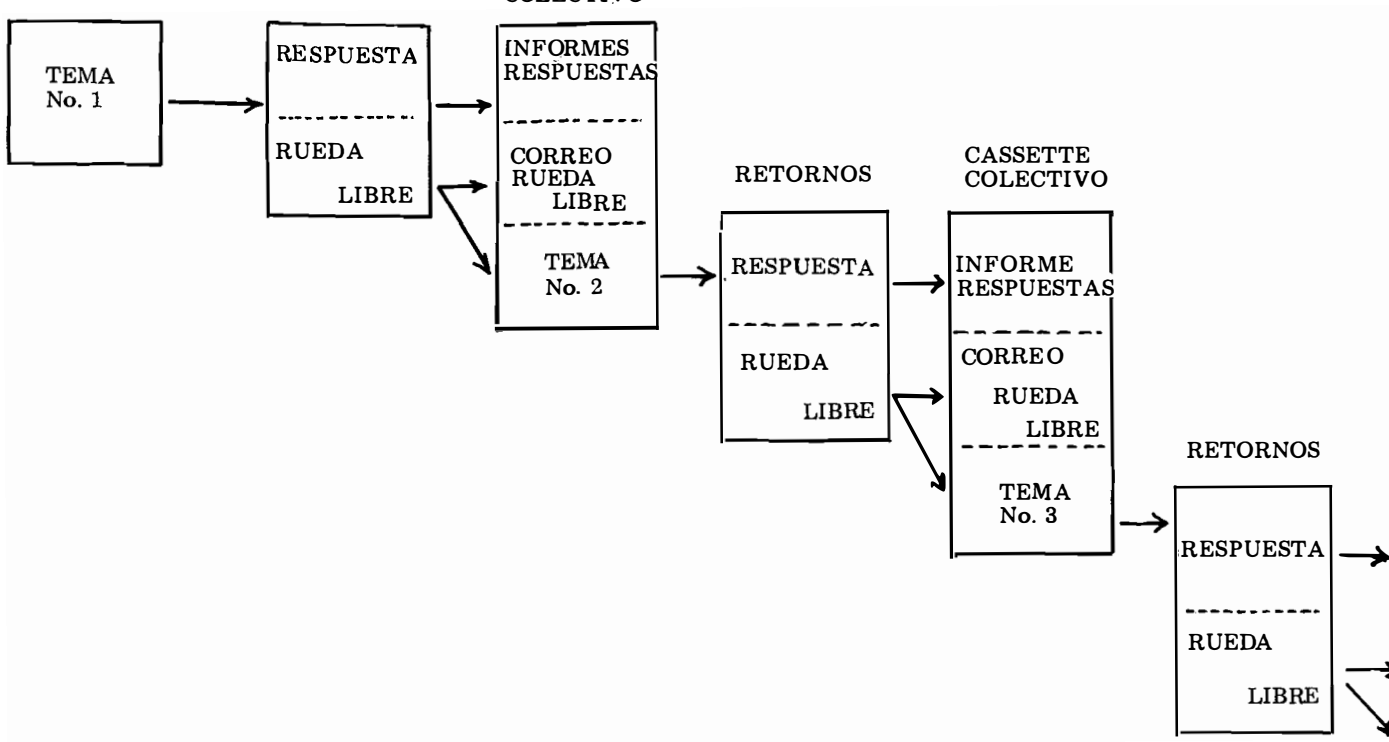 TEMA
No. 1
RESPUESTA
RUEDA
LIBRE
INFORMES
RESPUESTAS
CORREO
RUEDA
LIBRE
TEMA
No. 2
RETORNOS
RESPUESTA
RUEDA
LIBRE
CASSETTE
COLECTIVO
INFORME
RESPUESTAS
CORREO
RUEDA
LIBRE
TEMA
No. 3
RETORNOS
RESPUESTA
RUEDA
LIBRE